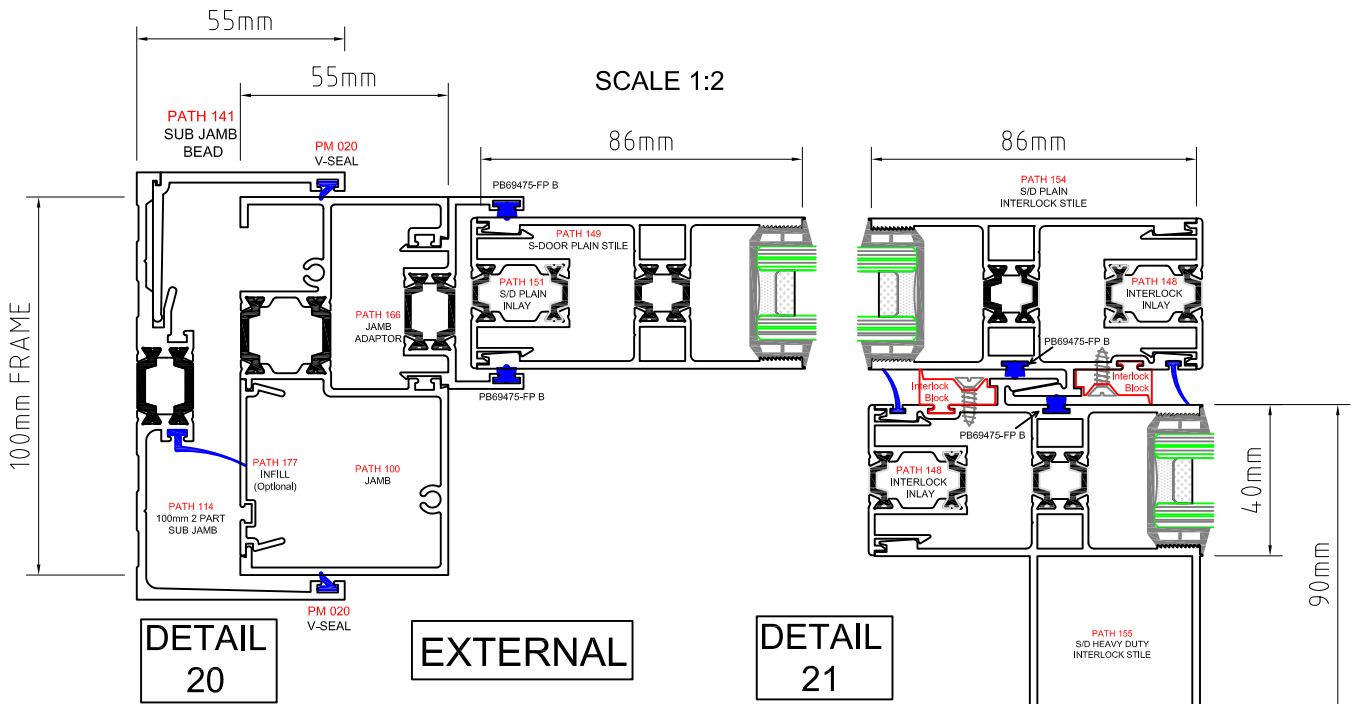 55mm
55mm
SCALE 1:2
86mm
86mm
PATH 141
SUB JAMB
BEAD
PM 020
V-SEAL
PB69475-FP B
PATH 154
S/D PLAIN
INTERLOCK STILE
PATH 149
S-DOOR PLAIN STILE
PATH 151
S/D PLAIN
INLAY
PATH 148
INTERLOCK
INLAY
PATH 166
JAMB
ADAPTOR
100mm FRAME
PB69475-FP B
PB69475-FP B
Interlock
Block
Interlock
Block
PB69475-FP B
PATH 177
INFILL
(Optional)
PATH 100
JAMB
PATH 148
INTERLOCK
INLAY
40mm
PATH 114
100mm 2 PART
SUB JAMB
90mm
PM 020
V-SEAL
DETAIL
20
EXTERNAL
DETAIL
21
PATH 155
S/D HEAVY DUTY
INTERLOCK STILE